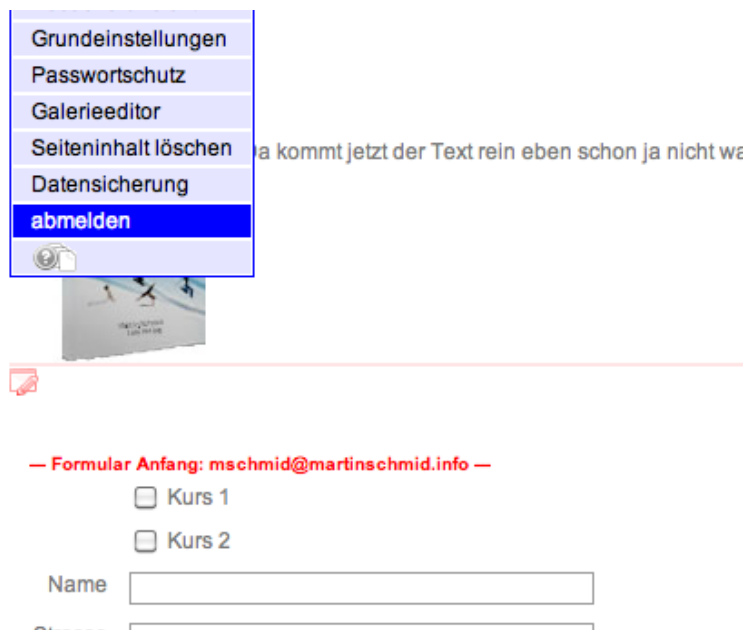 Grundeinstellungen
Passwortschutz
Galerieeditor
Seiteninhalt löschen
a kommt jetzt der Text rein eben schon ja nicht wa
Datensicherung
abmelden
— Formular Anfang: mschmid@martinschmid.info —
Kurs 1
Kurs 2
Name